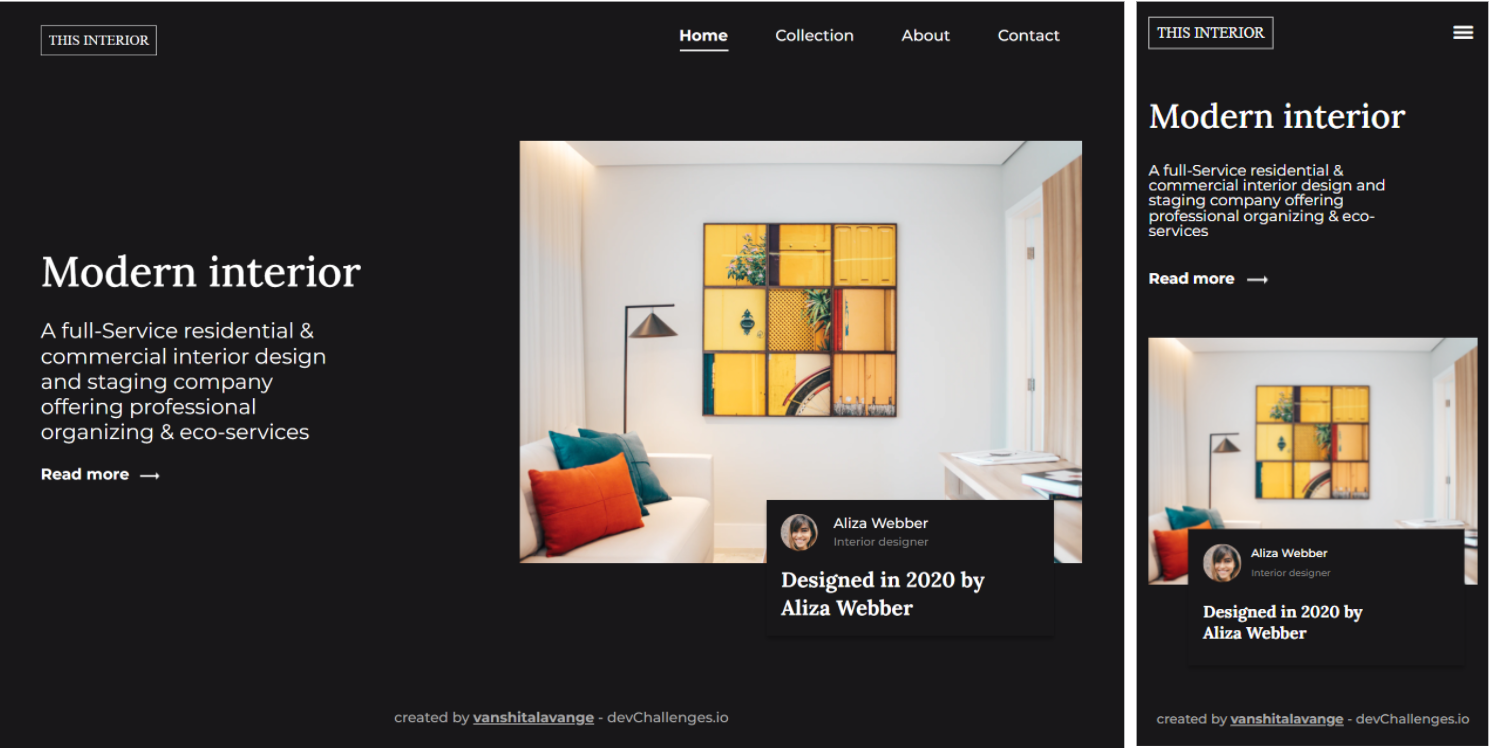 THIS INTERIOR
Home Collection About Contact
Modern interior
A full-Service residential &
commercial interior design
and staging company
offering professional
organizing & eco-services
Read more
Aliza Webber
Interior designer
Designed in 2020 by
Aliza Webber
created by vanshitalavange - devChallenges.io
THIS INTERIOR
Modern interior
A full-Service residential &
commercial interior design and
staging company offering
professional organizing & eco-
services
Read more
Aliza Webber
Interior designer
Designed in 2020 by
Aliza Webber
created by vanshitalavange - devChallenges.io